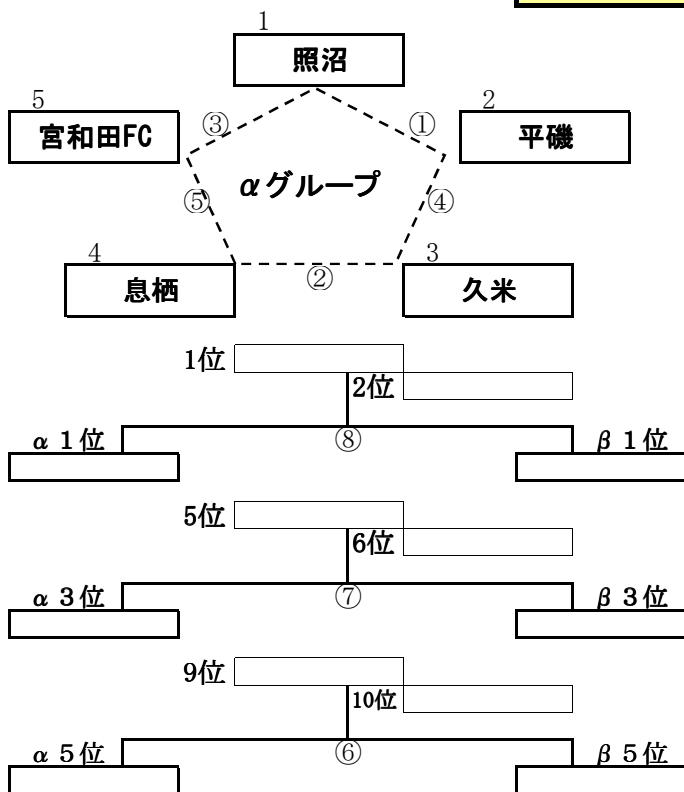 1
照沼
5
2
宮和田FC
③
①
平磯
αグループ
⑤
④
4
3
息栖
②
久米
1位
2位
α 1位
⑧
β 1位
5位
6位
α 3位
⑦
β 3位
9位
10位
α 5位
⑥
β 5位